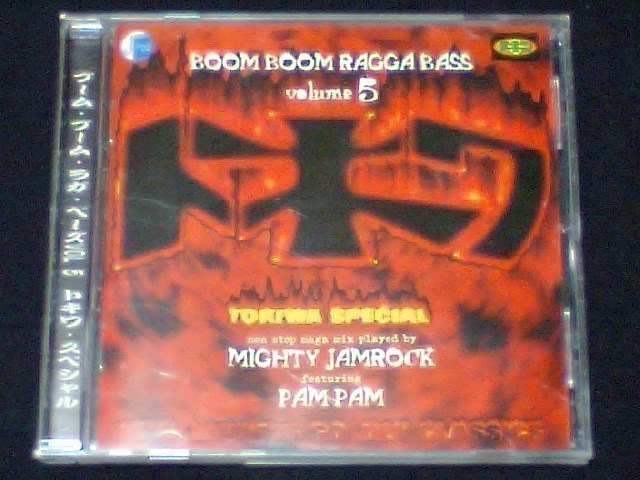 BOOM BOOM RAGGA BASS
volume 5
トキワ
TOKIWA SPECIAL
non stop maga mix played by
MIGHTY JAMROCK
featuring
PAM PAM
ブーム・ブーム・ラガ・ベース Vol.5 トキワ・スペシャル